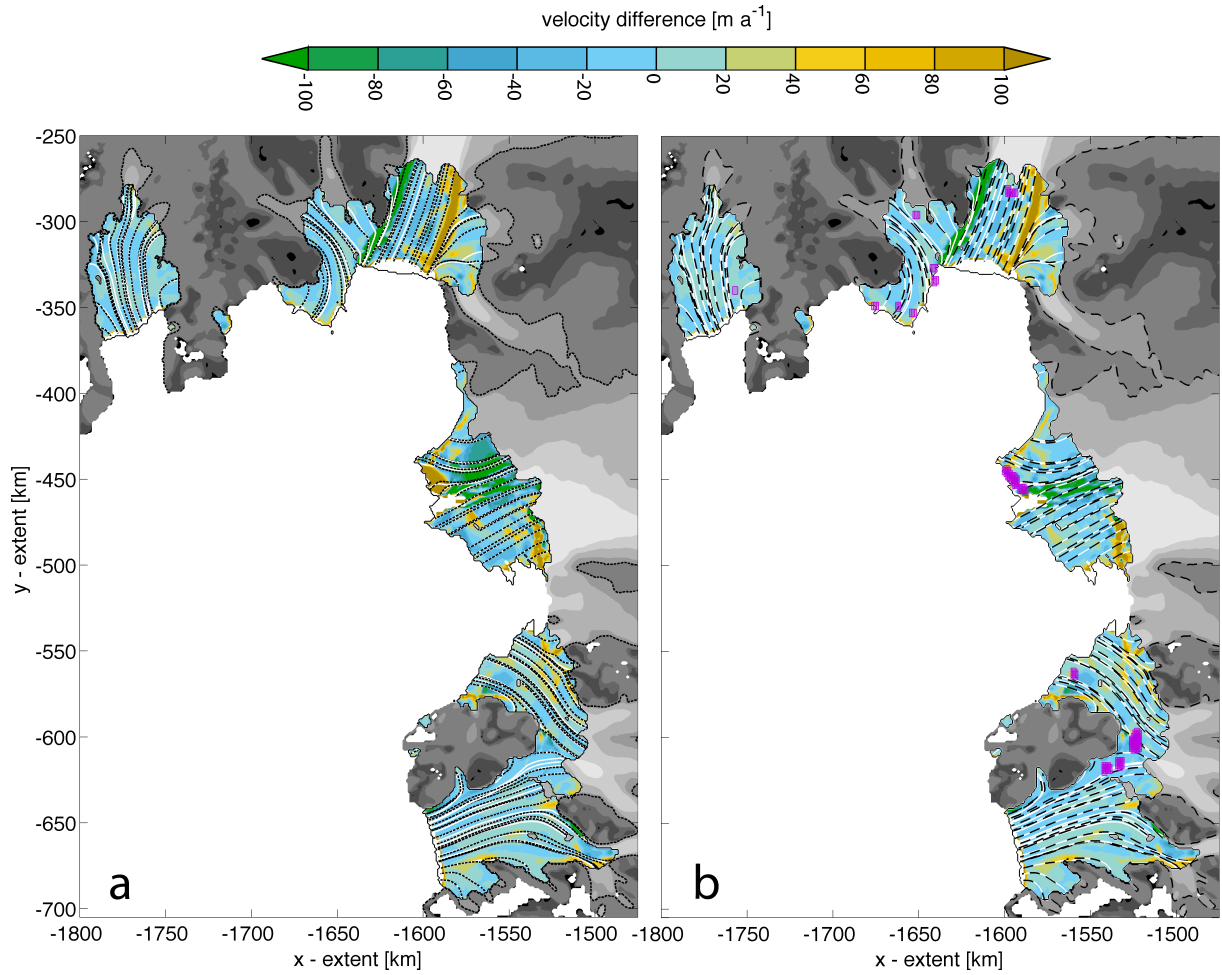 velocity difference [m a⁻¹]
-100 -80 -60 -40 -20 0 20 40 60 80 100
-250
-300
-350
-400
-450
-500
-550
-600
-650
-700
y - extent [km]
a b
-1800 -1750 -1700 -1650 -1600 -1550 -1500 -1800 -1750 -1700 -1650 -1600 -1550 -1500
x - extent [km] x - extent [km]